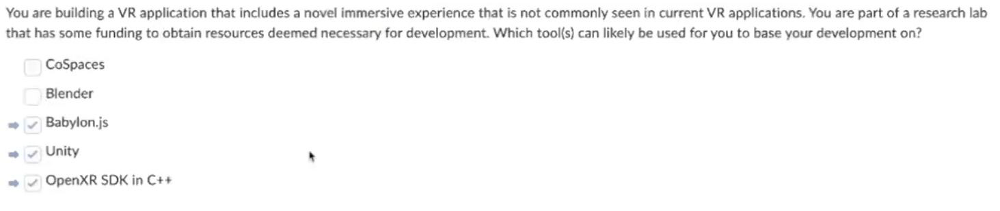 You are building a VR application that includes a novel immersive experience that is not commonly seen in current VR applications. You are part of a research lab
that has some funding to obtain resources deemed necessary for development. Which tool(s) can likely be used for you to base your development on?
CoSpaces
Blender
Babylon.js
Unity
OpenXR SDK in C++